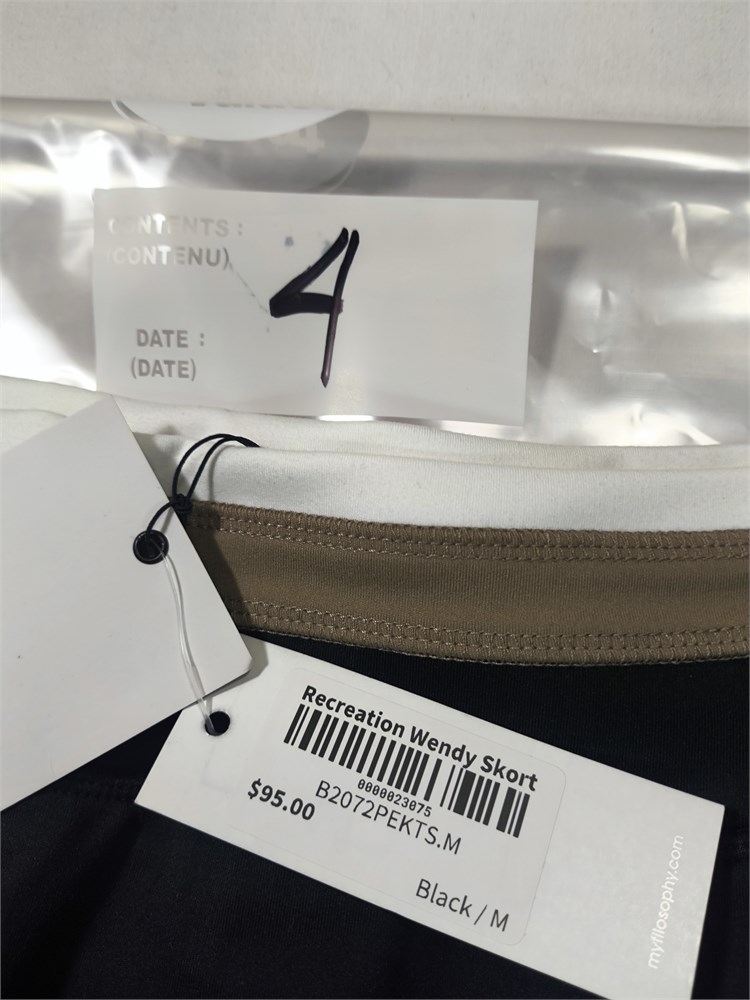 CONTENTS :
(CONTENU)
4
DATE :
(DATE)
Recreation Wendy Skort
0000023075
$95.00
B2072PEKTS.M
Black / M
myfilosophy.com